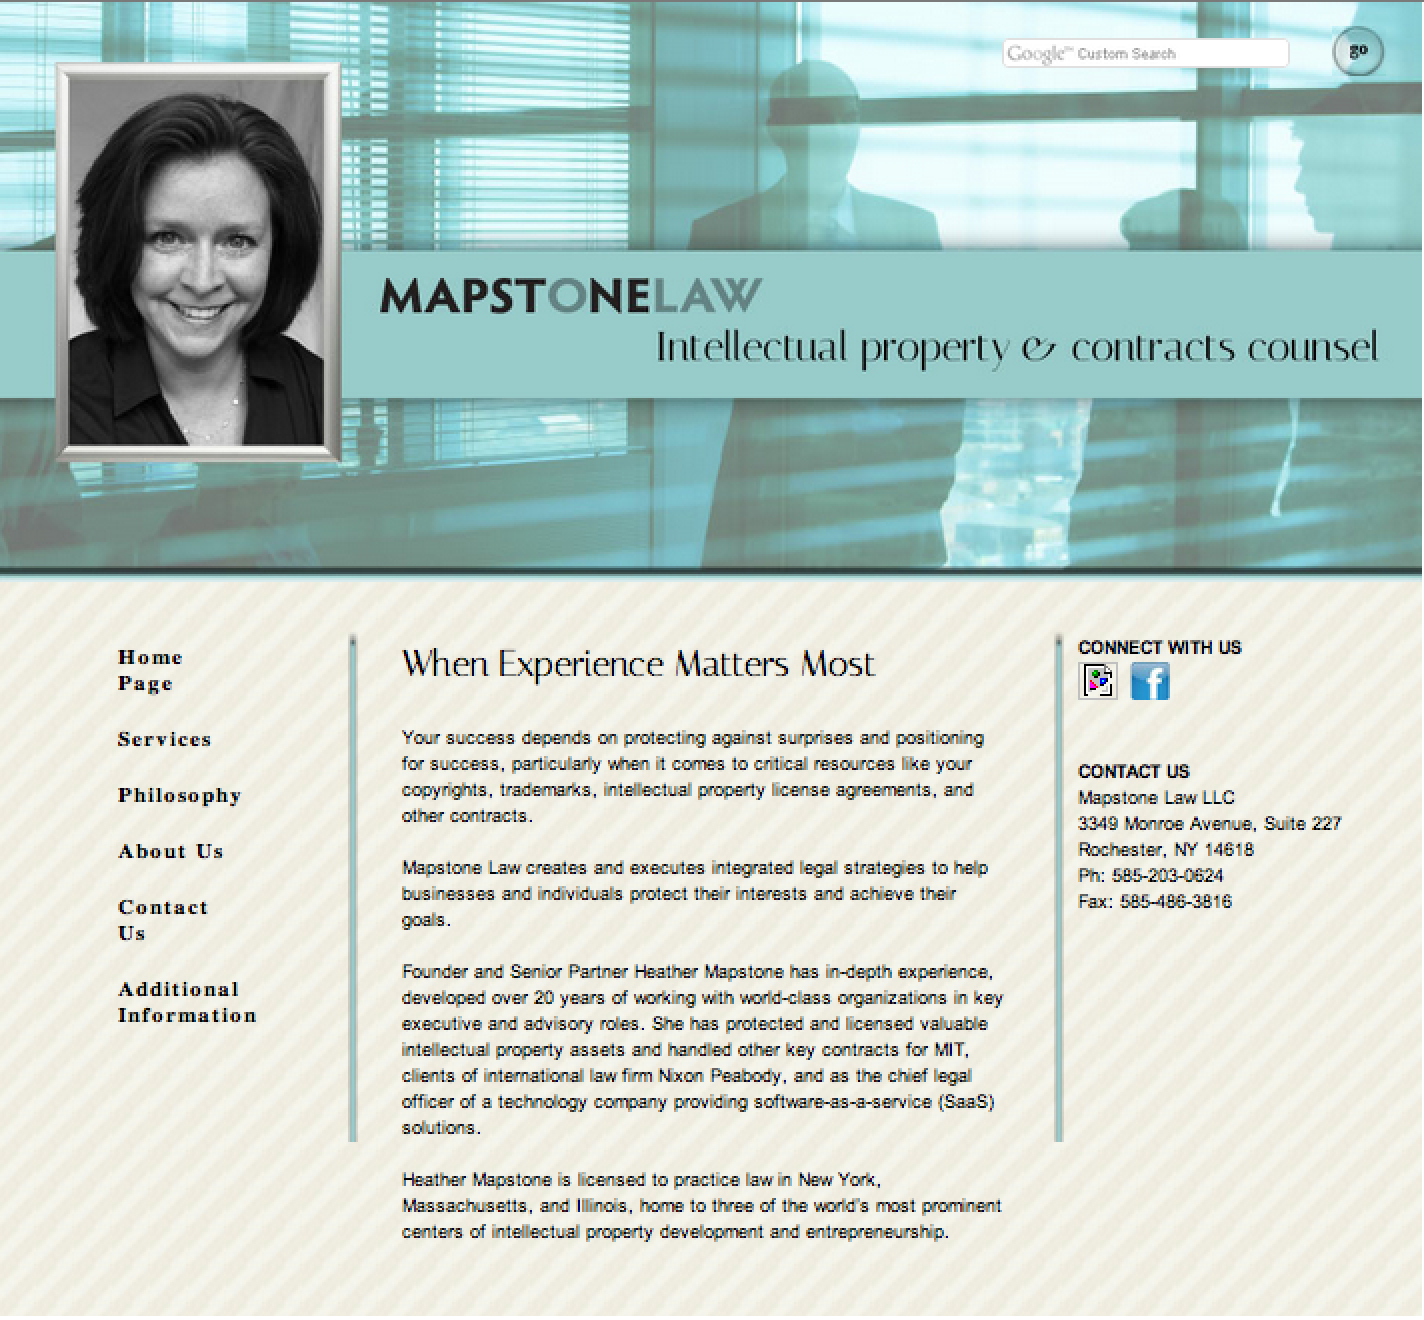 Google™ Custom Search
go
MAPSTONELAW
Intellectual property & contracts counsel
Home
Page
Services
Philosophy
About Us
Contact
Us
Additional
Information
When Experience Matters Most
Your success depends on protecting against surprises and positioning
for success, particularly when it comes to critical resources like your
copyrights, trademarks, intellectual property license agreements, and
other contracts.
Mapstone Law creates and executes integrated legal strategies to help
businesses and individuals protect their interests and achieve their
goals.
Founder and Senior Partner Heather Mapstone has in-depth experience,
developed over 20 years of working with world-class organizations in key
executive and advisory roles. She has protected and licensed valuable
intellectual property assets and handled other key contracts for MIT,
clients of international law firm Nixon Peabody, and as the chief legal
officer of a technology company providing software-as-a-service (SaaS)
solutions.
Heather Mapstone is licensed to practice law in New York,
Massachusetts, and Illinois, home to three of the world's most prominent
centers of intellectual property development and entrepreneurship.
CONNECT WITH US
f
CONTACT US
Mapstone Law LLC
3349 Monroe Avenue, Suite 227
Rochester, NY 14618
Ph: 585-203-0624
Fax: 585-486-3816